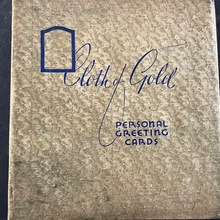 Cloth of Gold
PERSONAL
GREETING
CARDS